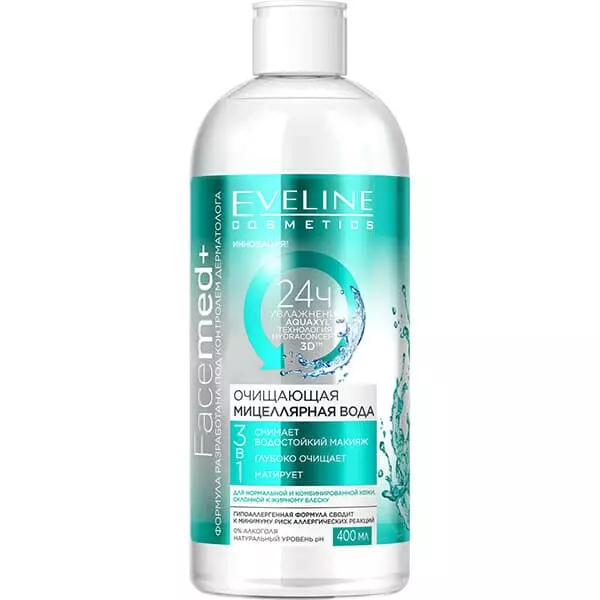 EVELINE
COSMETICS
ИННОВАЦИЯ!
24ч
УВЛАЖНЕНИЕ
AQUAXYL
ТЕХНОЛОГИЯ
HYDRACONCEPT
3D™
ОЧИЩАЮЩАЯ
МИЦЕЛЛЯРНАЯ ВОДА
3 В 1
СНИМАЕТ
ВОДОСТОЙКИЙ МАКИЯЖ
ГЛУБОКО ОЧИЩАЕТ
МАТИРУЕТ
ДЛЯ НОРМАЛЬНОЙ И КОМБИНИРОВАННОЙ КОЖИ,
СКЛОННОЙ К ЖИРНОМУ БЛЕСКУ
ГИПОАЛЛЕРГЕННАЯ ФОРМУЛА СВОДИТ
К МИНИМУМУ РИСК АЛЛЕРГИЧЕСКИХ РЕАКЦИЙ
0% АЛКОГОЛЯ
НАТУРАЛЬНЫЙ УРОВЕНЬ pH
400 МЛ
Facemed+
ФОРМУЛА РАЗРАБОТАНА ПОД КОНТРОЛЕМ ДЕРМАТОЛОГА